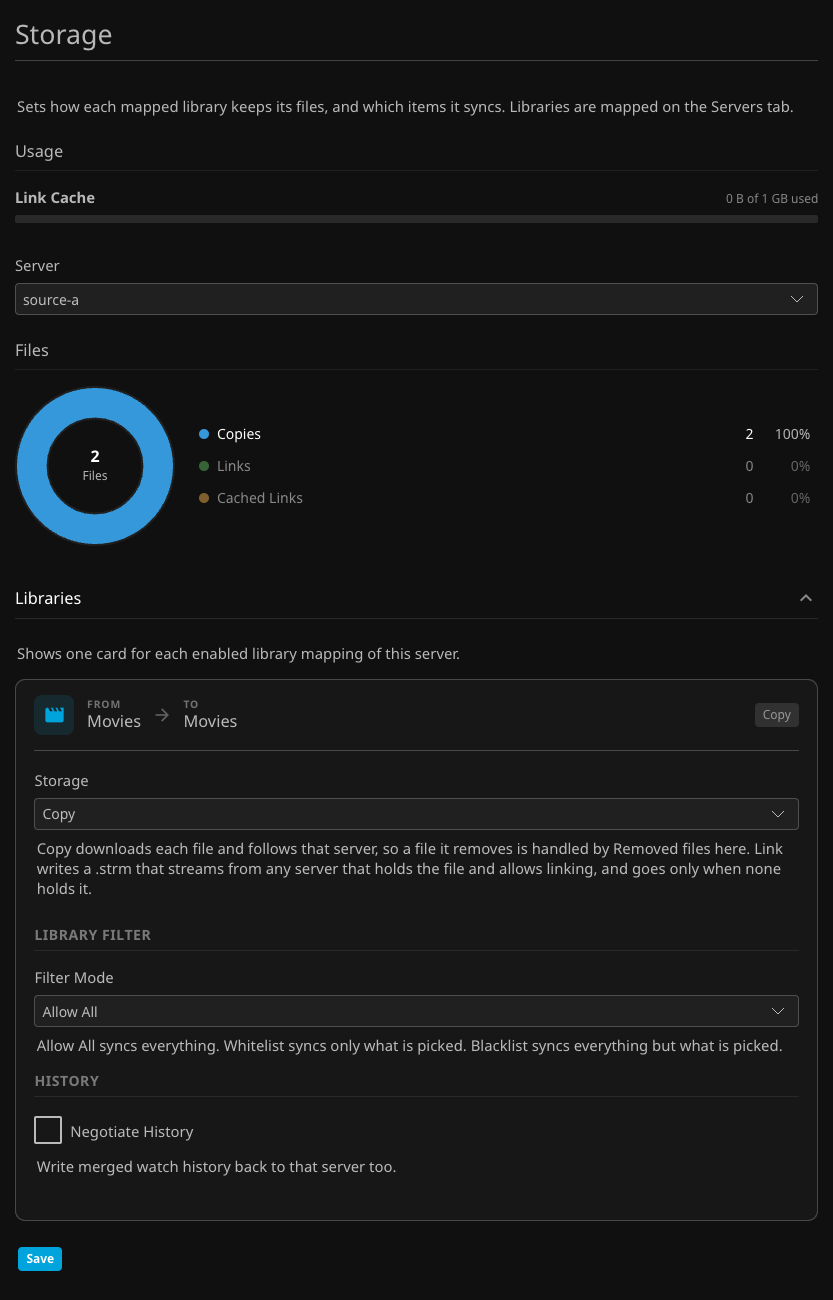 Storage
Sets how each mapped library keeps its files, and which items it syncs. Libraries are mapped on the Servers tab.
Usage
Link Cache
0 B of 1 GB used
Server
source-a
Files
2
Files
Copies 2 100%
Links 0 0%
Cached Links 0 0%
Libraries
Shows one card for each enabled library mapping of this server.
FROM TO
Movies Movies
Copy
Storage
Copy
Copy downloads each file and follows that server, so a file it removes is handled by Removed files here. Link
writes a .strm that streams from any server that holds the file and allows linking, and goes only when none
holds it.
LIBRARY FILTER
Filter Mode
Allow All
Allow All syncs everything. Whitelist syncs only what is picked. Blacklist syncs everything but what is picked.
HISTORY
Negotiate History
Write merged watch history back to that server too.
Save